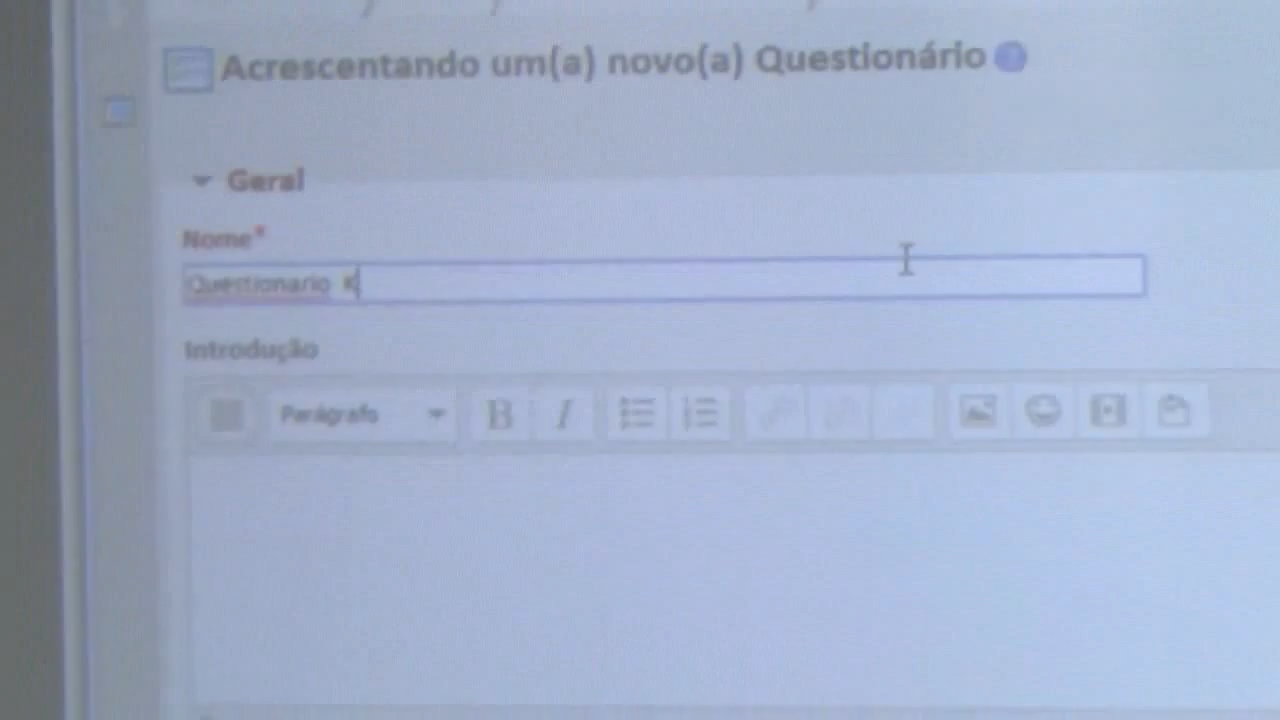 Acrescentando um(a) novo(a) Questionário
Geral
Nome*
Questionario K
Introdução
Parágrafo
B I